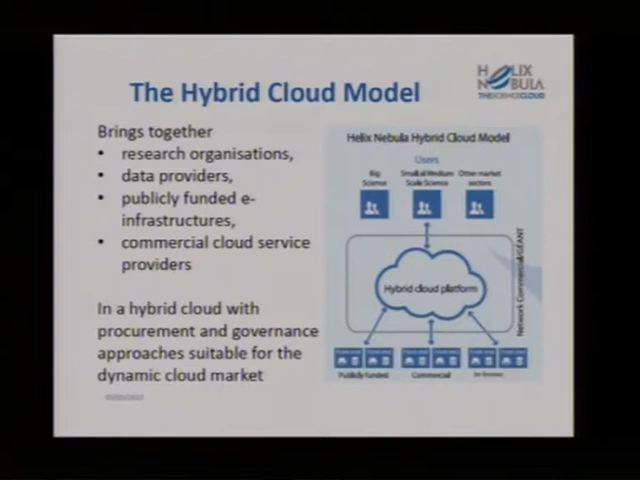 The Hybrid Cloud Model
HELIX
NEBULA
THE SCIENCE CLOUD
Brings together
• research organisations,
• data providers,
• publicly funded e-
infrastructures,
• commercial cloud service
providers
In a hybrid cloud with
procurement and governance
approaches suitable for the
dynamic cloud market
Helix Nebula Hybrid Cloud Model
Users
Big
Science
Small & Medium
Scale Science
Other market
sectors
Hybrid cloud platform
Network Commercial/GEANT
Publicly funded
Commercial
In-house